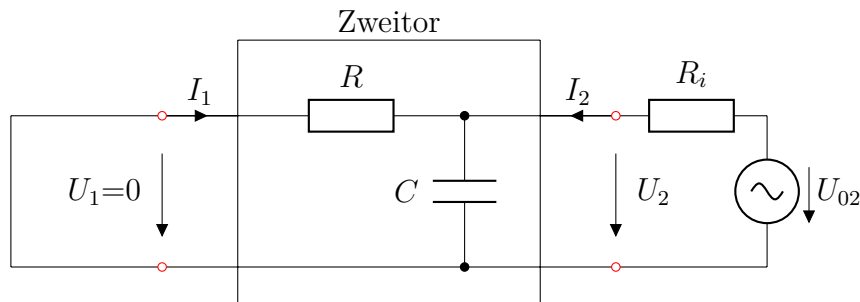 Zweitor
I₁
R
I₂
Rᵢ
U₁=0
C
U₂
U₀₂